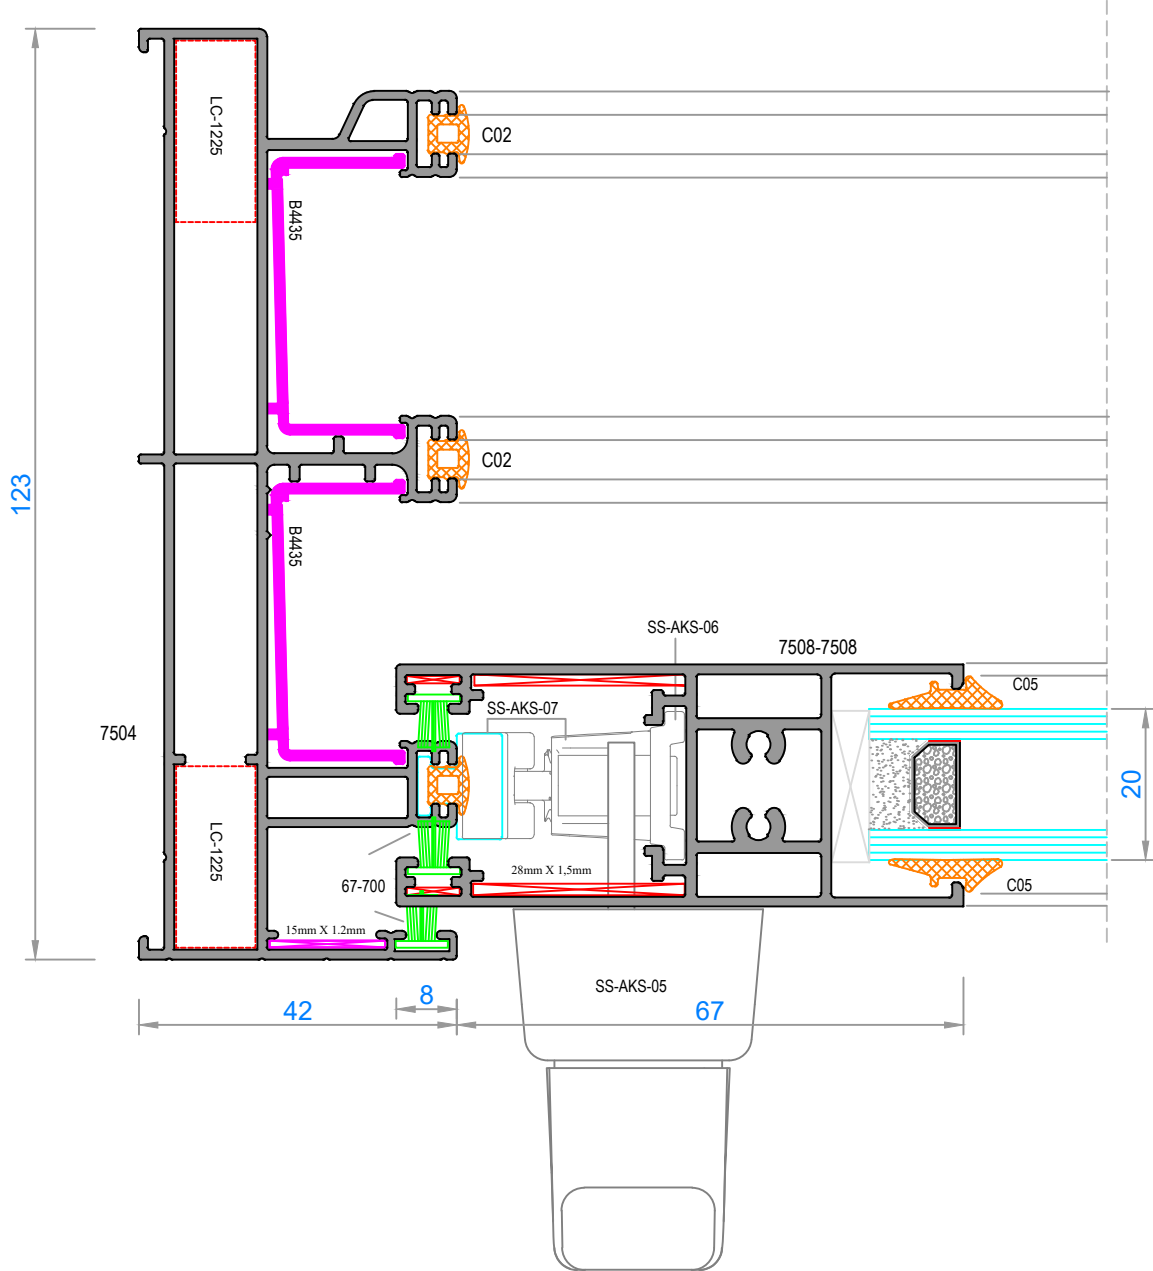 LC-1225
C02
B4435
C02
123
B4435
SS-AKS-06
7508-7508
C05
SS-AKS-07
7504
20
LC-1225
28mm X 1,5mm
67-700
C05
15mm X 1.2mm
SS-AKS-05
8
42
67